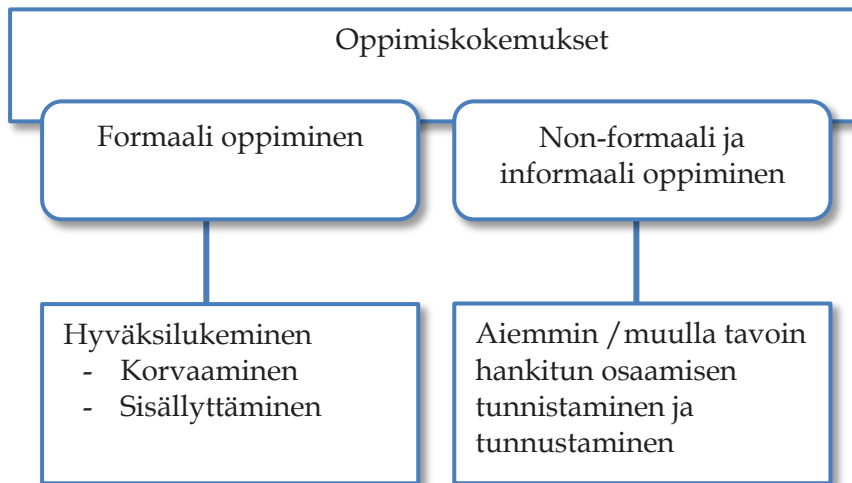 Oppimiskokemukset
Formaali oppiminen
Non-formaali ja
informaali oppiminen
Hyväksilukeminen
- Korvaaminen
- Sisällyttäminen
Aiemmin /muulla tavoin
hankitun osaamisen
tunnistaminen ja
tunnustaminen